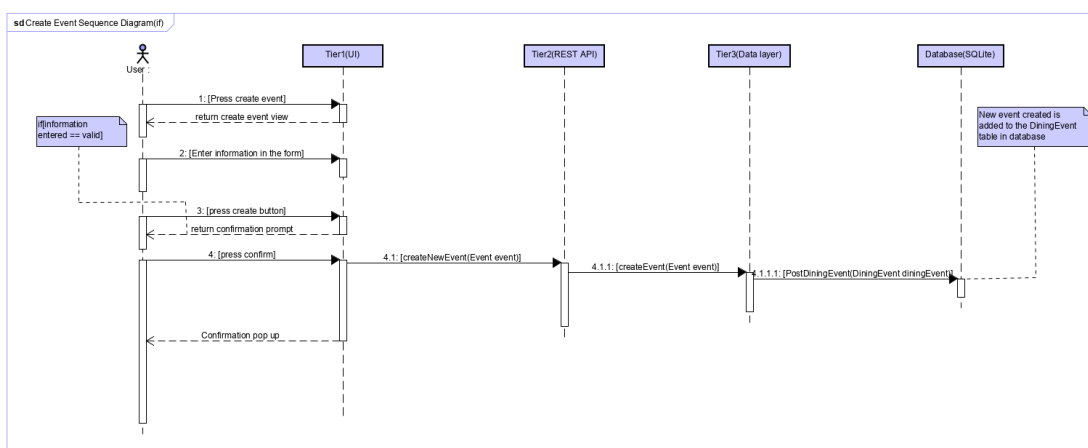 sd Create Event Sequence Diagram(if)
User :
Tier1(UI)
Tier2(REST API)
Tier3(Data layer)
Database(SQLite)
1: [Press create event]
return create event view
if[information
entered == valid]
New event created is
added to the DiningEvent
table in database
2: [Enter information in the form]
3: [press create button]
return confirmation prompt
4: [press confirm]
4.1: [createNewEvent(Event event)]
4.1.1: [createEvent(Event event)]
4.1.1.1: [PostDiningEvent(DiningEvent diningEvent)]
Confirmation pop up